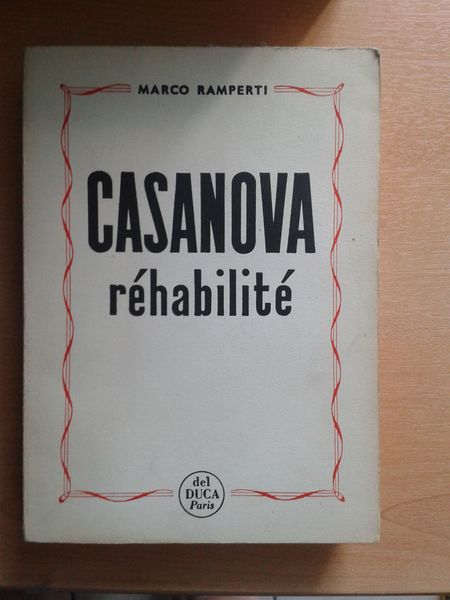 MARCO RAMPERTI
CASANOVA
réhabilité
del
DUCA
Paris